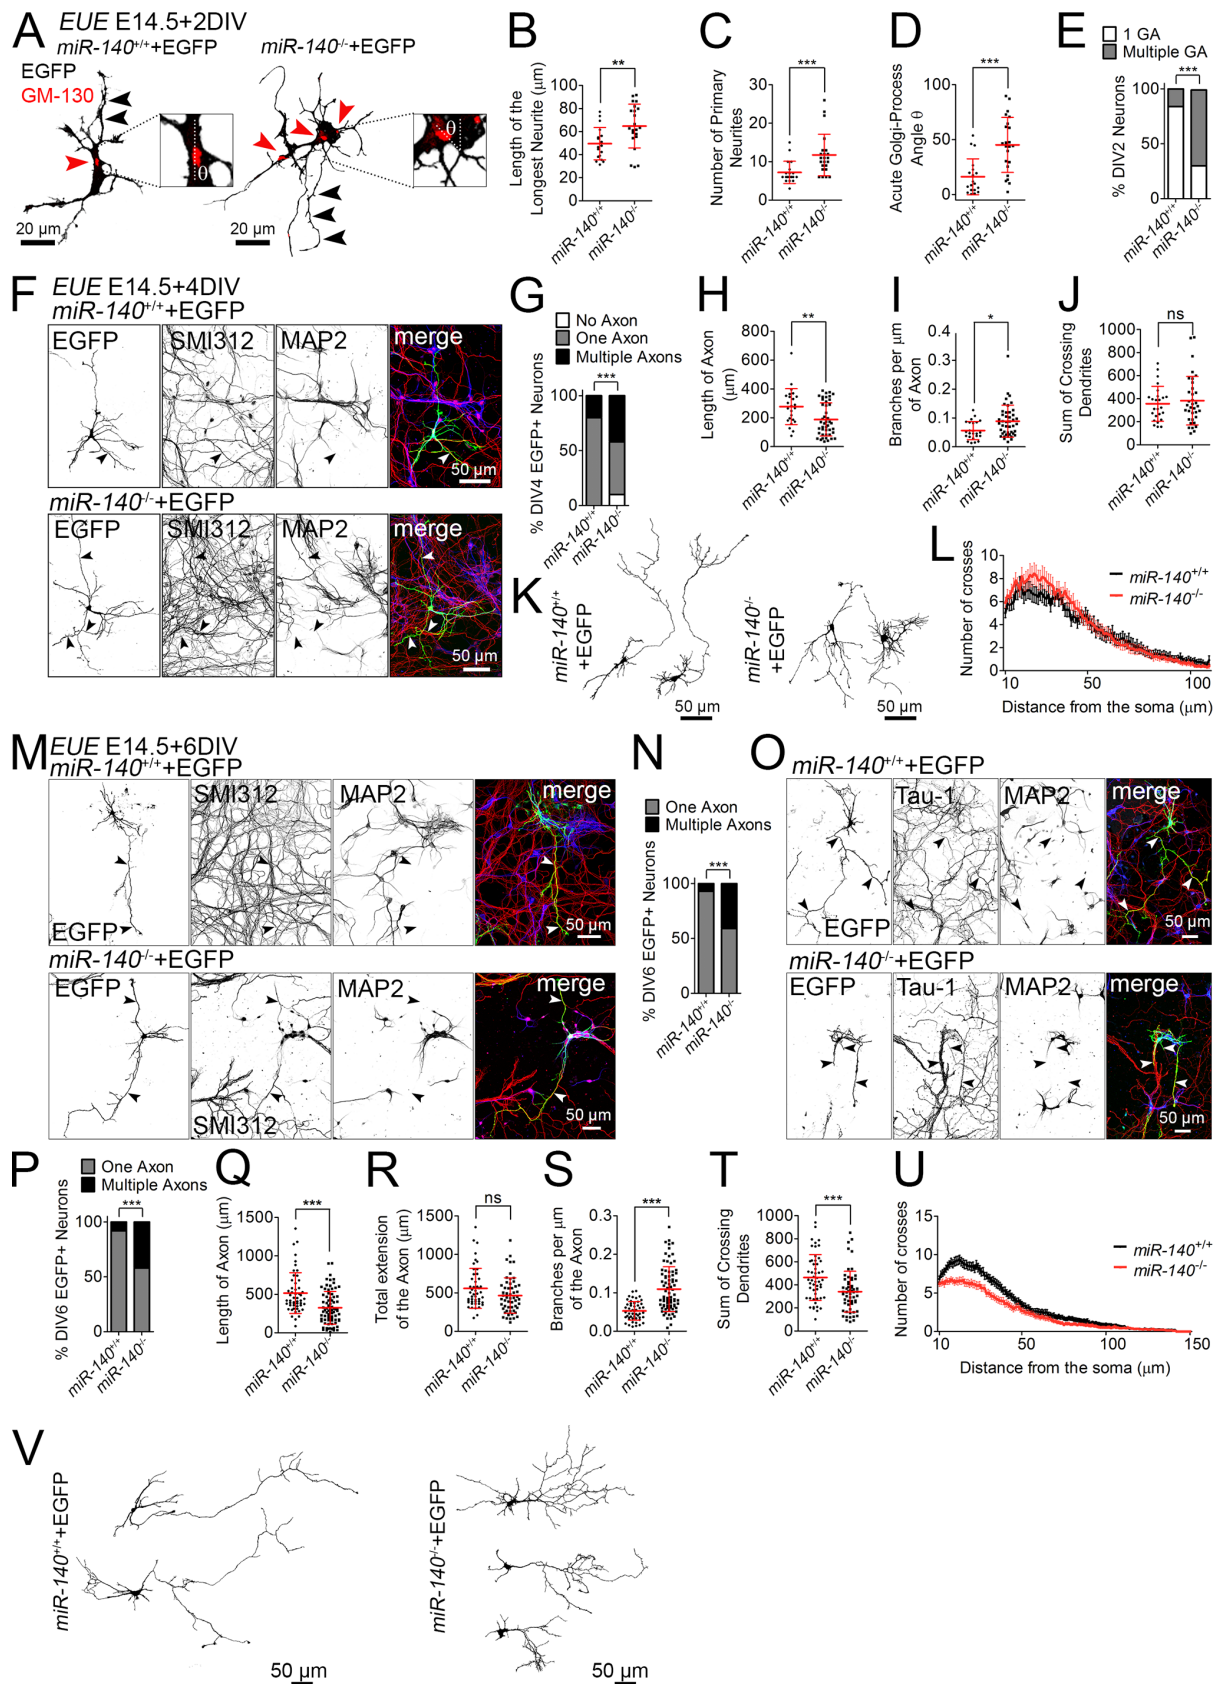 A
EUE E14.5+2DIV
miR-140+/++EGFP
miR-140-/-+EGFP
EGFP
GM-130
θ
θ
20 µm
20 µm
B
Length of the
Longest Neurite (µm)
**
100
80
60
40
20
0
miR-140+/+
miR-140-/-
C
Number of Primary
Neurites
***
30
20
10
0
miR-140+/+
miR-140-/-
D
Acute Golgi-Process
Angle θ
***
100
50
0
miR-140+/+
miR-140-/-
E
1 GA
Multiple GA
% DIV2 Neurons
***
100
50
0
miR-140+/+
miR-140-/-
F
EUE E14.5+4DIV
miR-140+/++EGFP
EGFP
SMI312
MAP2
merge
50 µm
miR-140-/-+EGFP
EGFP
SMI312
MAP2
merge
50 µm
G
No Axon
One Axon
Multiple Axons
% DIV4 EGFP+ Neurons
***
100
50
0
miR-140+/+
miR-140-/-
H
Length of Axon
(µm)
**
800
600
400
200
0
miR-140+/+
miR-140-/-
I
Branches per µm
of Axon
*
0.4
0.3
0.2
0.1
0.0
miR-140+/+
miR-140-/-
J
Sum of Crossing
Dendrites
ns
1000
800
600
400
200
0
miR-140+/+
miR-140-/-
K
miR-140+/+
+EGFP
50 µm
miR-140-/-
+EGFP
50 µm
L
Number of crosses
10
8
6
4
2
0
miR-140+/+
miR-140-/-
10
50
100
Distance from the soma (µm)
M
EUE E14.5+6DIV
miR-140+/++EGFP
EGFP
SMI312
MAP2
merge
50 µm
miR-140-/-+EGFP
EGFP
SMI312
MAP2
merge
50 µm
N
One Axon
Multiple Axons
% DIV6 EGFP+ Neurons
***
100
50
0
miR-140+/+
miR-140-/-
O
miR-140+/++EGFP
EGFP
Tau-1
MAP2
merge
50 µm
miR-140-/-+EGFP
EGFP
Tau-1
MAP2
merge
50 µm
P
One Axon
Multiple Axons
% DIV6 EGFP+ Neurons
***
100
50
0
miR-140+/+
miR-140-/-
Q
Length of Axon (µm)
***
1500
1000
500
0
miR-140+/+
miR-140-/-
R
Total extension
of the Axon (µm)
ns
1500
1000
500
0
miR-140+/+
miR-140-/-
S
Branches per µm
of the Axon
***
0.3
0.2
0.1
0.0
miR-140+/+
miR-140-/-
T
Sum of Crossing
Dendrites
***
1000
800
600
400
200
0
miR-140+/+
miR-140-/-
U
Number of crosses
15
10
5
0
miR-140+/+
miR-140-/-
10
50
100
150
Distance from the soma (µm)
V
miR-140+/++EGFP
50 µm
miR-140-/-+EGFP
50 µm